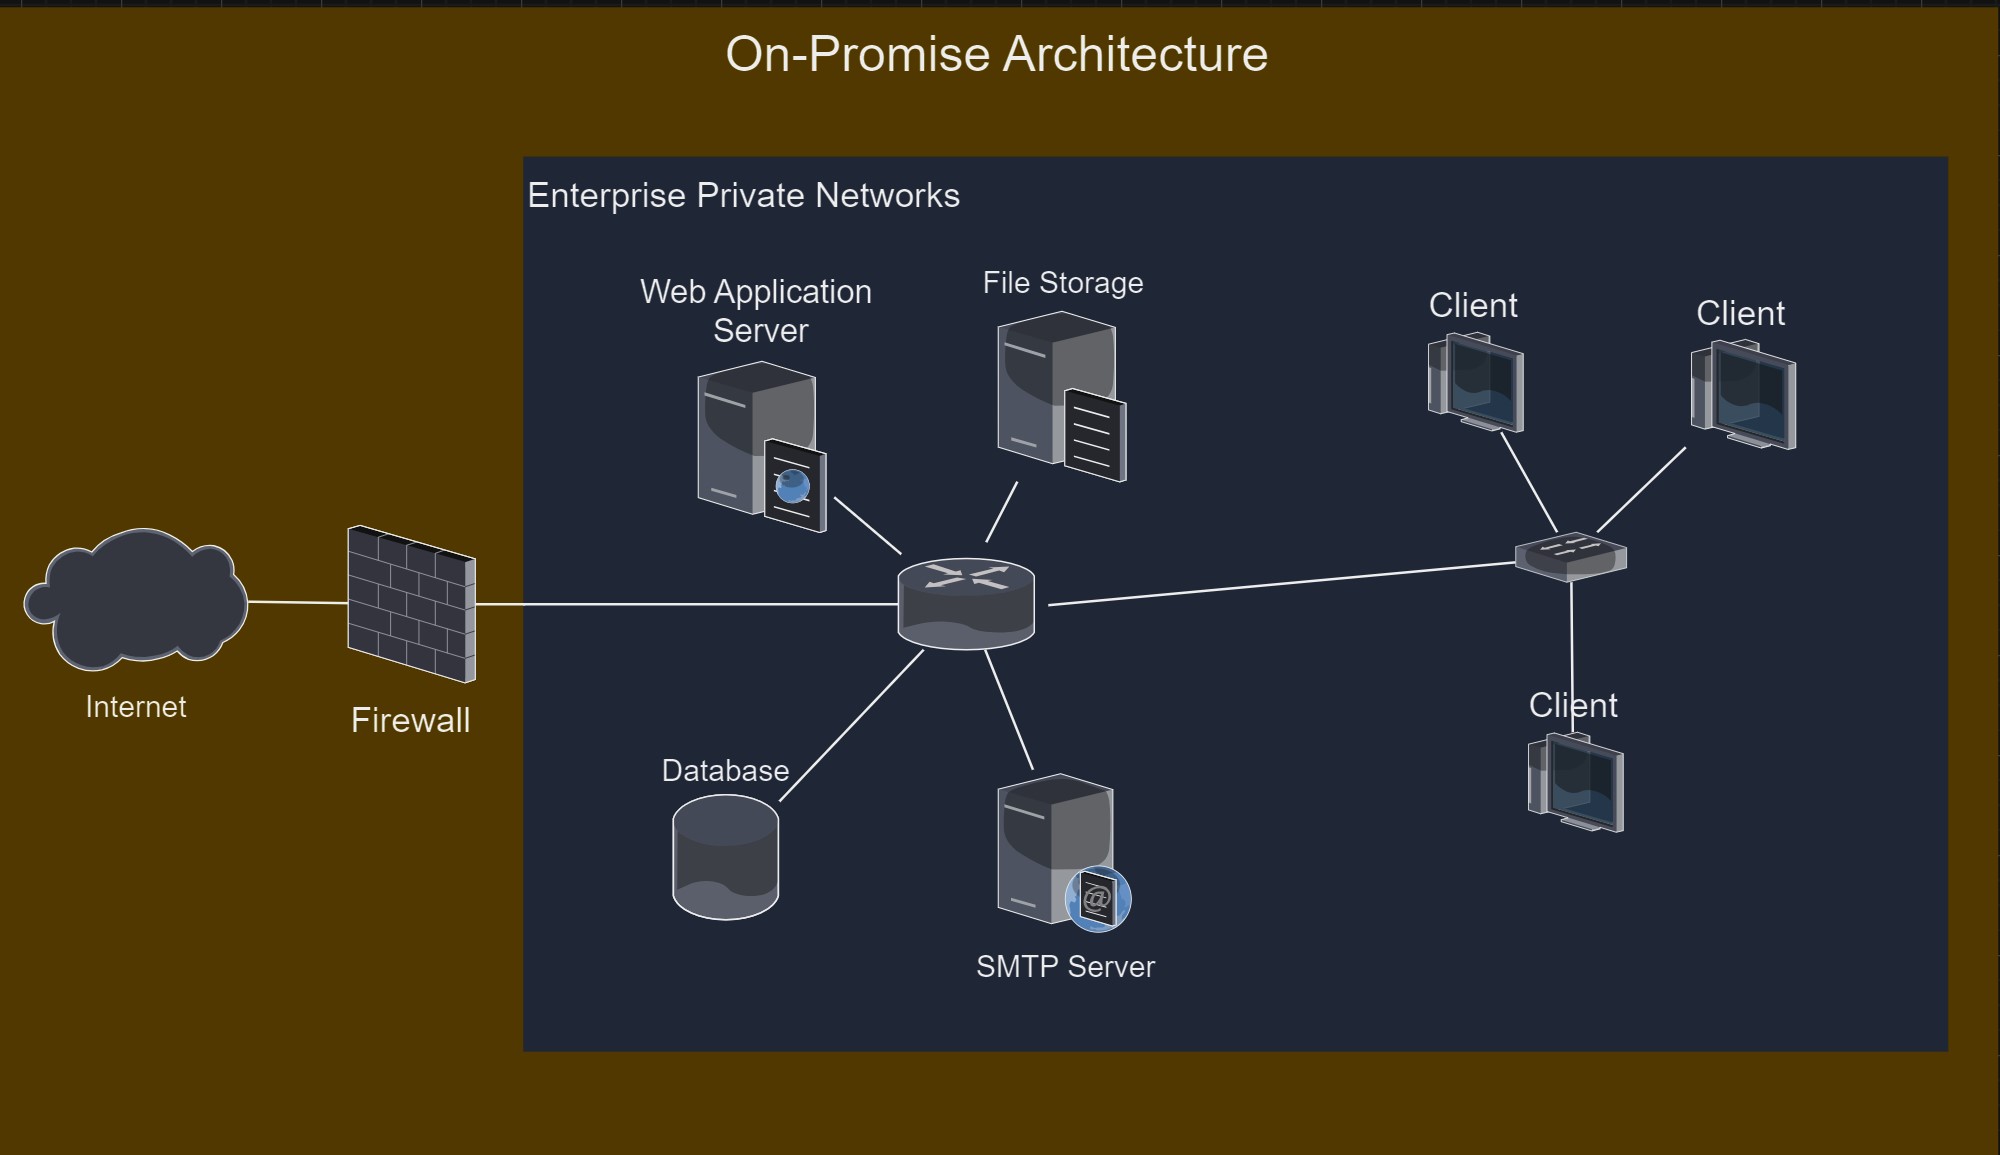 On-Promise Architecture
Enterprise Private Networks
Web Application
Server
File Storage
Client
Client
Internet
Firewall
Database
Client
@
SMTP Server